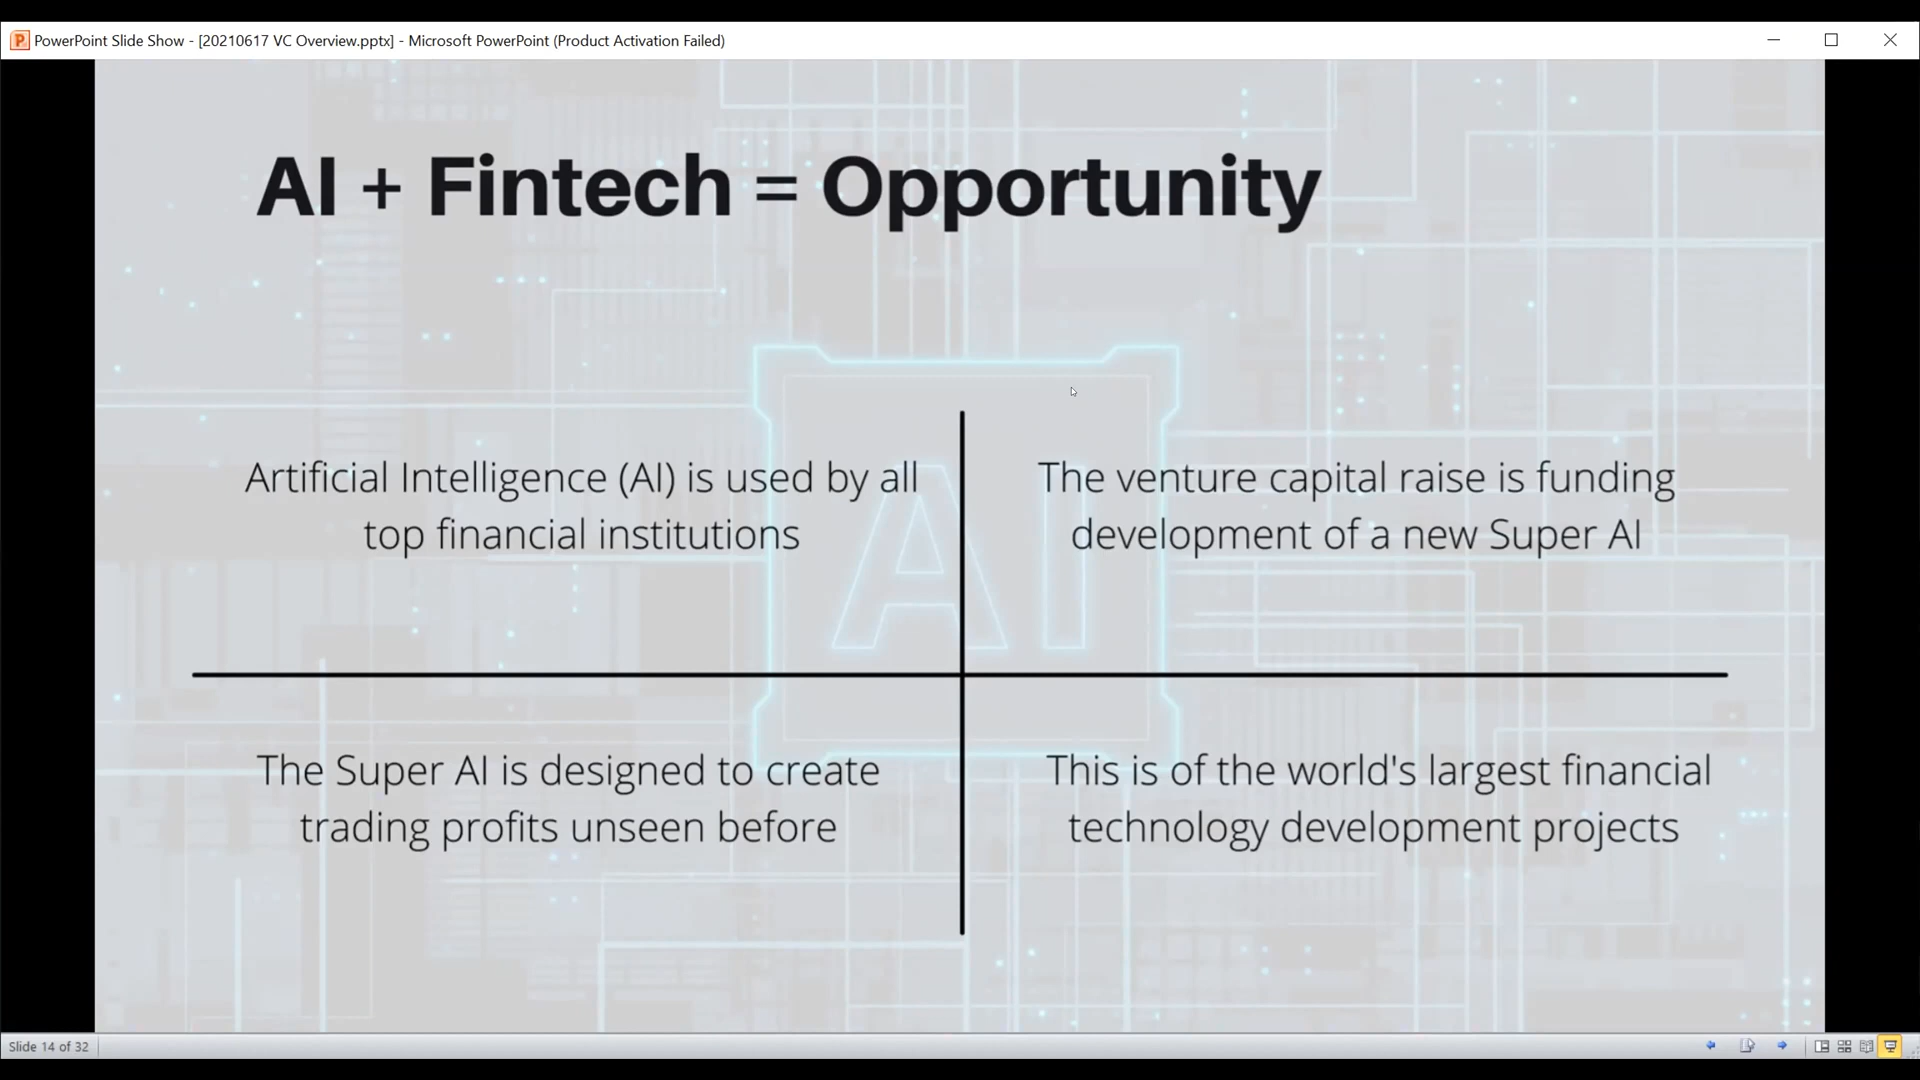 PowerPoint Slide Show - [20210617 VC Overview.pptx] - Microsoft PowerPoint (Product Activation Failed)
AI + Fintech = Opportunity
Artificial Intelligence (AI) is used by all
top financial institutions
The venture capital raise is funding
development of a new Super AI
AI
The Super AI is designed to create
trading profits unseen before
This is of the world's largest financial
technology development projects
Slide 14 of 32